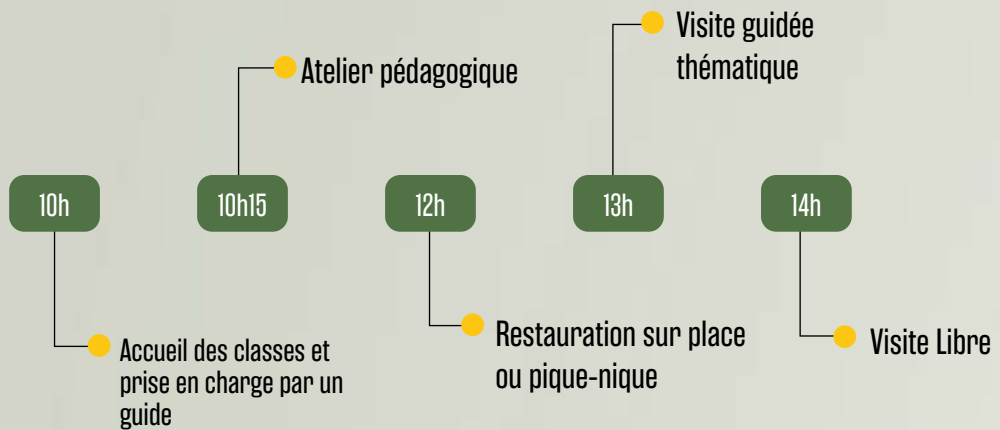 Visite guidée
thématique
Atelier pédagogique
10h
10h15
12h
13h
14h
Accueil des classes et
prise en charge par un
guide
Restauration sur place
ou pique-nique
Visite Libre